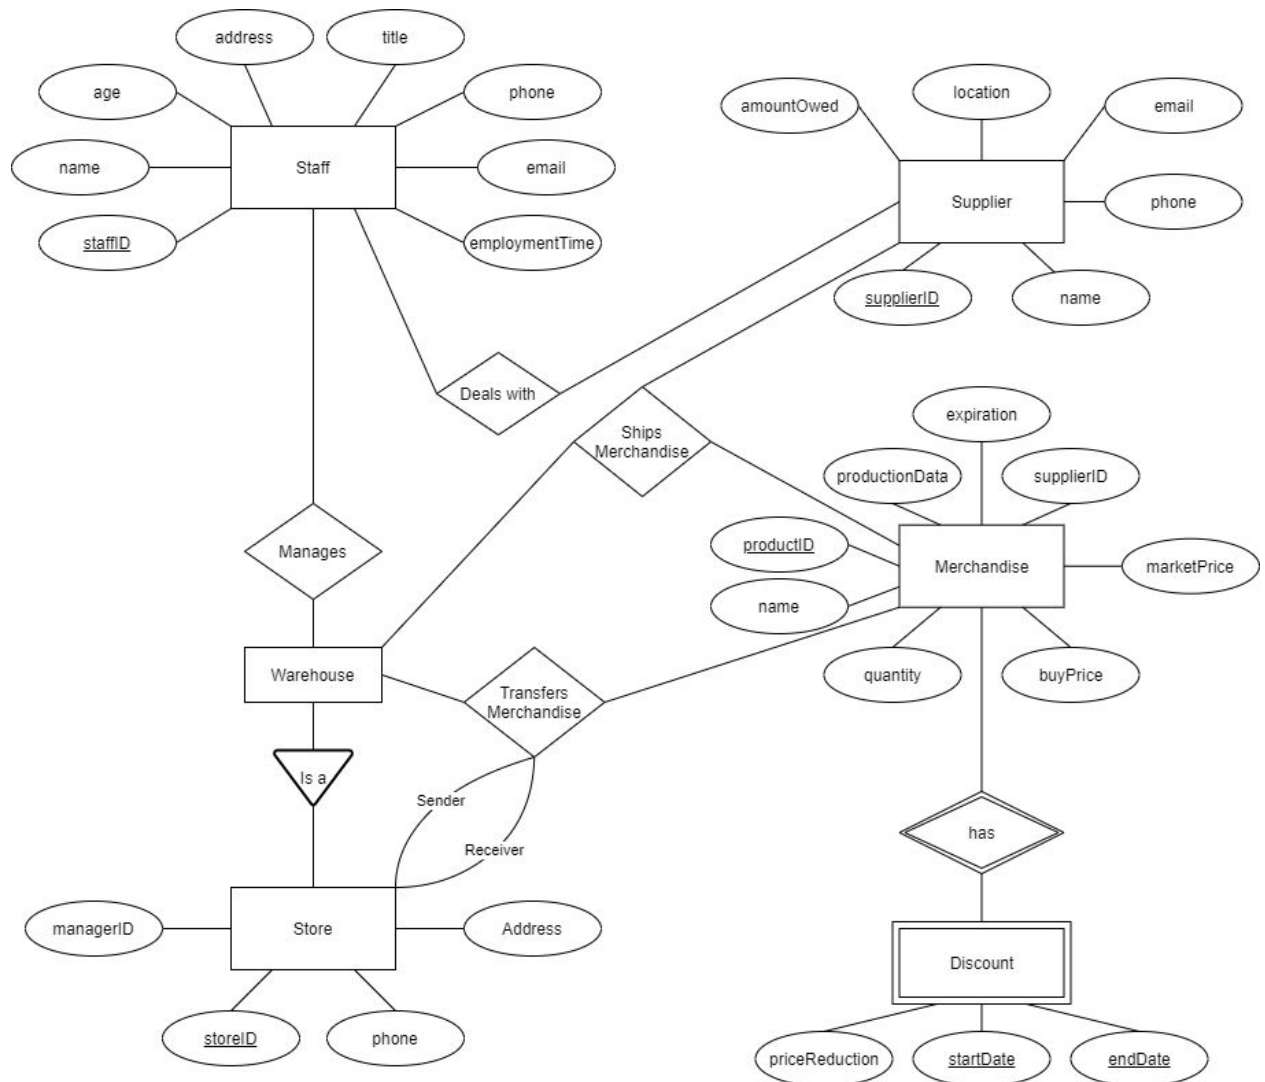 address
title
age
phone
Staff
name
email
staffID
employmentTime
amountOwed
location
email
Supplier
phone
supplierID
name
Deals with
Ships
Merchandise
expiration
productionData
supplierID
productID
Merchandise
marketPrice
name
quantity
buyPrice
Manages
Warehouse
Transfers
Merchandise
Is a
Sender
Receiver
has
managerID
Store
Address
storeID
phone
Discount
priceReduction
startDate
endDate